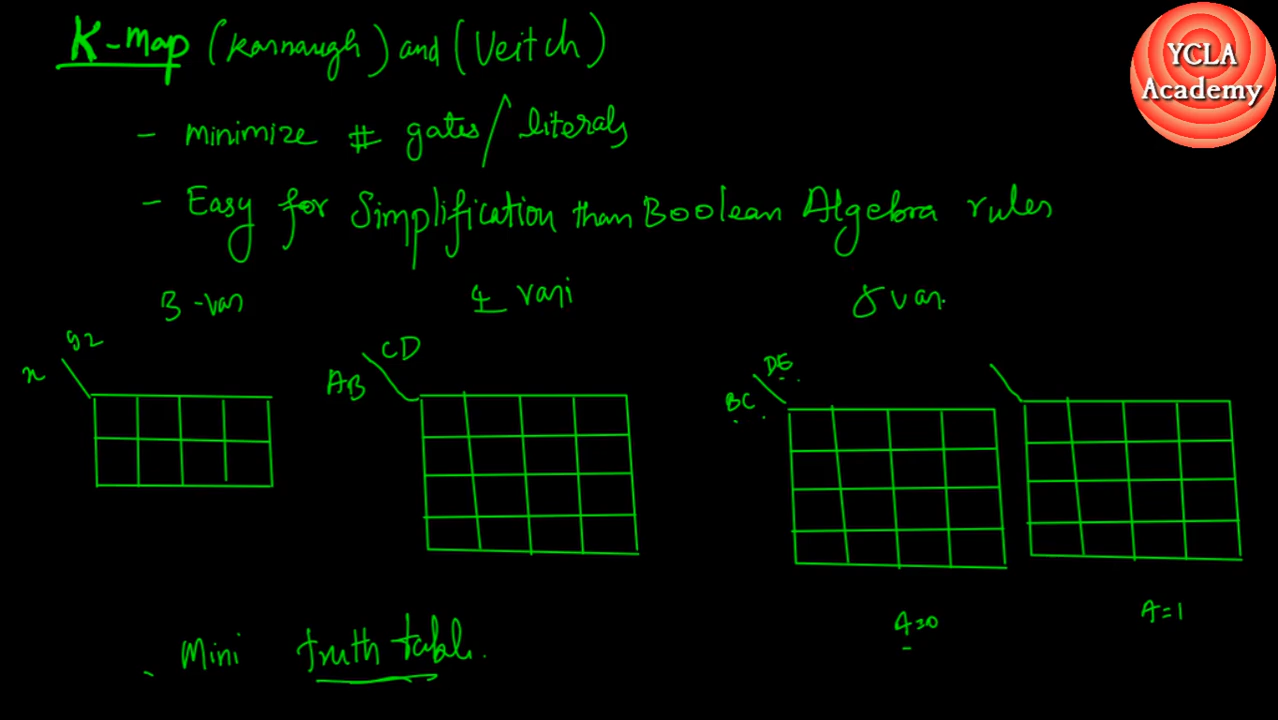 K-Map (Karnaugh) and (Veitch)
YCLA
Academy
- Minimize # gates/literals
- Easy for Simplification than Boolean Algebra rules
3-van
4 vari
5 var.
yz
x
CD
AB
DE
BC
A=0
A=1
Mini truth table.